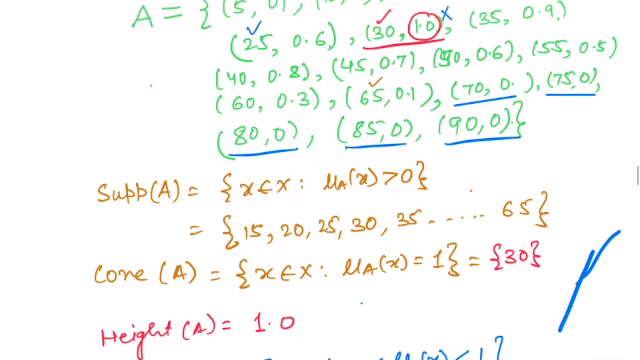 A = { (5, 0)
(25, 0.6), (30, 1.0), (35, 0.9)
(40, 0.8), (45, 0.7), (50, 0.6), (55, 0.5)
(60, 0.3), (65, 0.1), (70, 0.), (75, 0),
(80, 0), (85, 0), (90, 0).}
Supp(A) = {x∈X : μA(x) > 0}
= {15, 20, 25, 30, 35 ...... 65}
Core (A) = {x∈X : μA(x) = 1} = {30}
Height (A) = 1.0